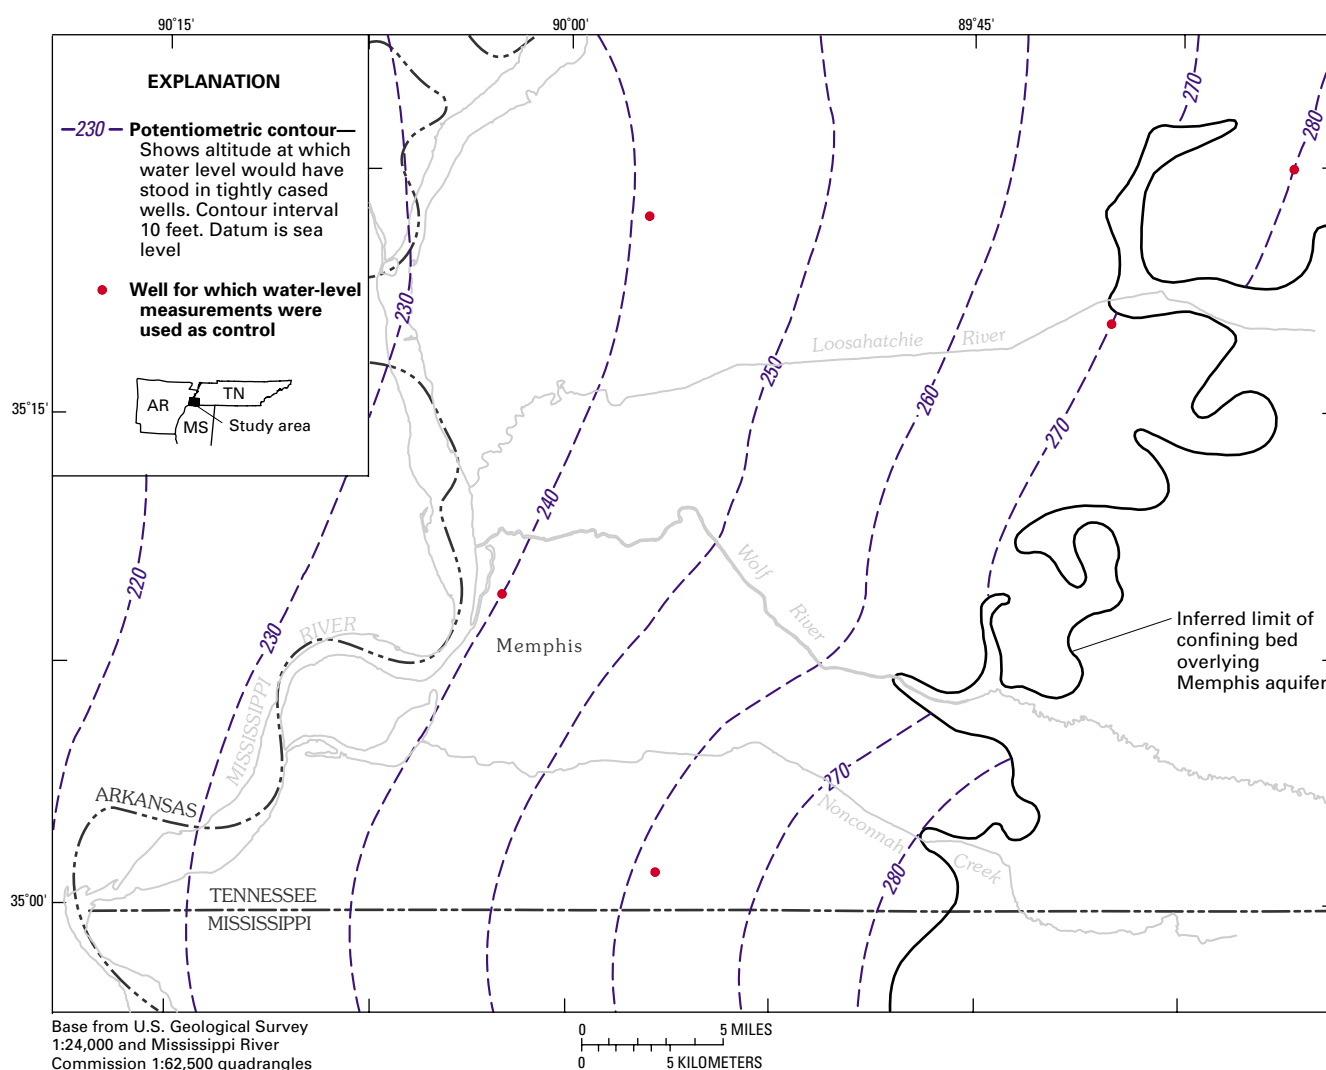 90°15'
90°00'
89°45'
EXPLANATION
230
Potentiometric contour—
Shows altitude at which
water level would have
stood in tightly cased
wells. Contour interval
10 feet. Datum is sea
level
Well for which water-level
measurements were
used as control
AR
TN
MS
Study area
270
280
230
Loosahatchie River
250
260
270
35°15'
240
220
230
Wolf River
MISSISSIPPI RIVER
Memphis
Inferred limit of
confining bed
overlying
Memphis aquifer
270
280
Nonconnah Creek
ARKANSAS
35°00'
TENNESSEE
MISSISSIPPI
Base from U.S. Geological Survey
1:24,000 and Mississippi River
Commission 1:62,500 quadrangles
0 5 MILES
0 5 KILOMETERS